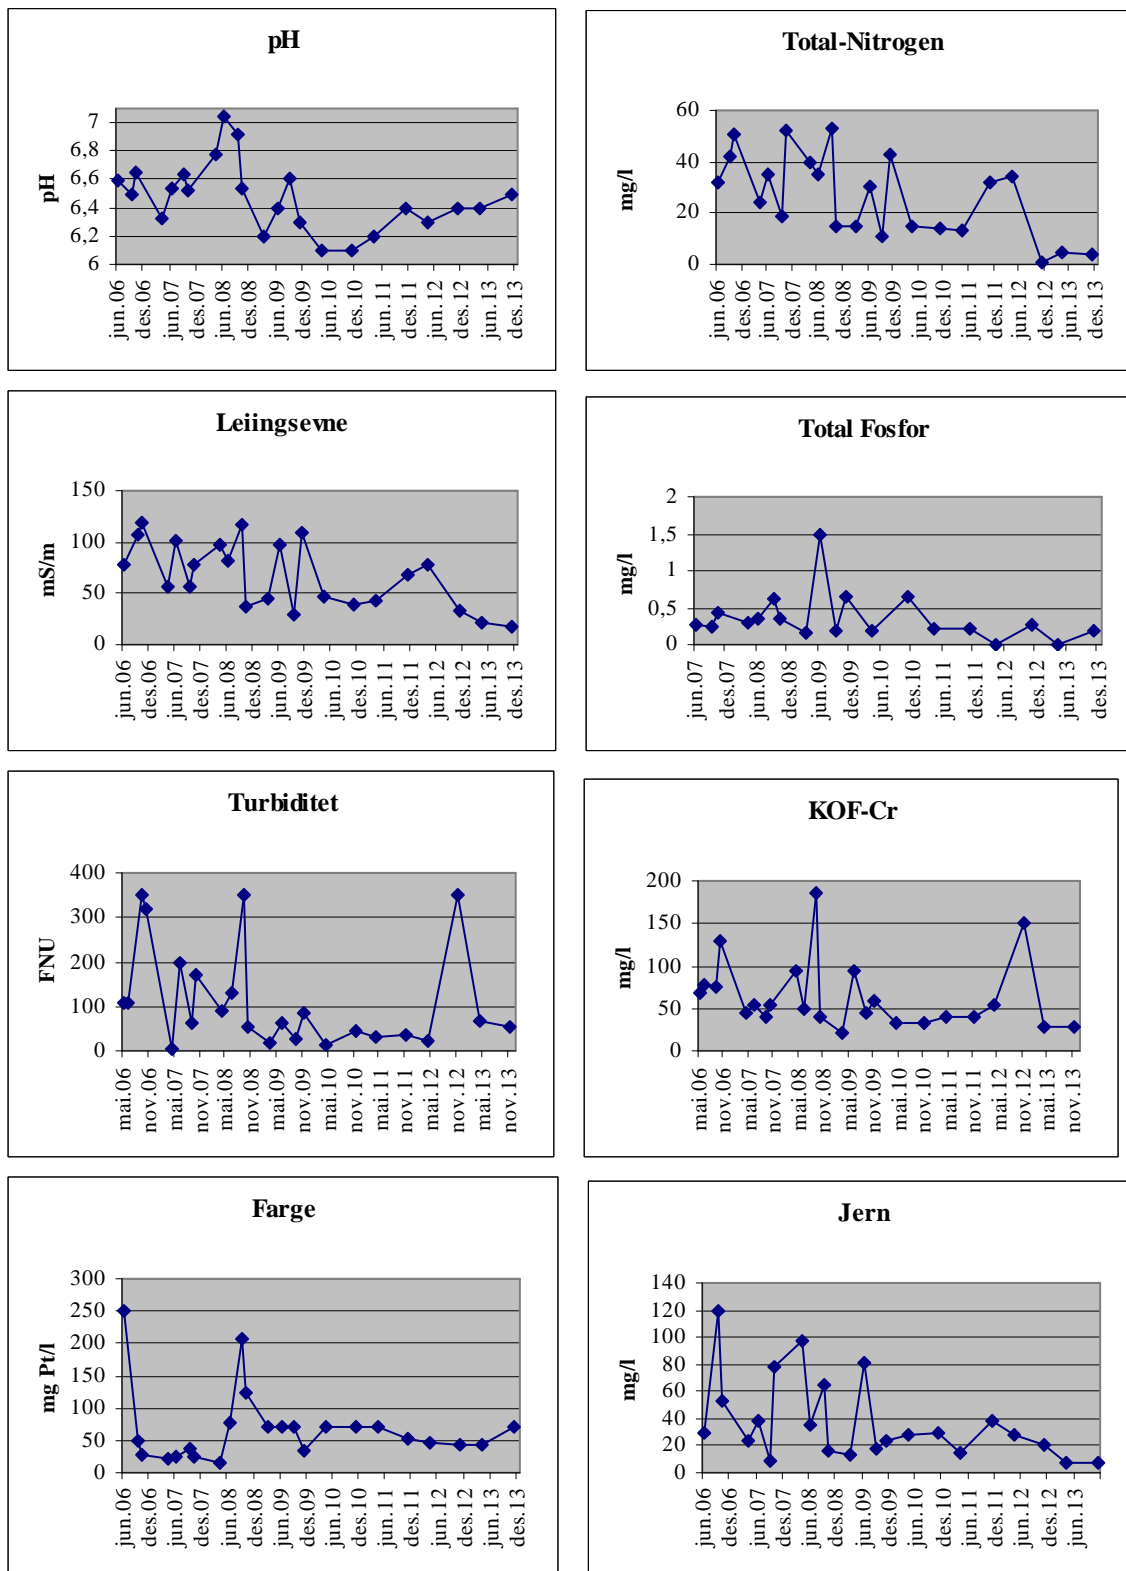 pH
pH
7
6,8
6,6
6,4
6,2
6
jun.06
des.06
jun.07
des.07
jun.08
des.08
jun.09
des.09
jun.10
des.10
jun.11
des.11
jun.12
des.12
jun.13
des.13
Total-Nitrogen
mg/l
60
40
20
0
jun.06
des.06
jun.07
des.07
jun.08
des.08
jun.09
des.09
jun.10
des.10
jun.11
des.11
jun.12
des.12
jun.13
des.13
Leiingsevne
mS/m
150
100
50
0
jun.06
des.06
jun.07
des.07
jun.08
des.08
jun.09
des.09
jun.10
des.10
jun.11
des.11
jun.12
des.12
jun.13
des.13
Total Fosfor
mg/l
2
1,5
1
0,5
0
jun.07
des.07
jun.08
des.08
jun.09
des.09
jun.10
des.10
jun.11
des.11
jun.12
des.12
jun.13
des.13
Turbiditet
FNU
400
300
200
100
0
mai.06
nov.06
mai.07
nov.07
mai.08
nov.08
mai.09
nov.09
mai.10
nov.10
mai.11
nov.11
mai.12
nov.12
mai.13
nov.13
KOF-Cr
mg/l
200
150
100
50
0
mai.06
nov.06
mai.07
nov.07
mai.08
nov.08
mai.09
nov.09
mai.10
nov.10
mai.11
nov.11
mai.12
nov.12
mai.13
nov.13
Farge
mg Pt/l
300
250
200
150
100
50
0
jun.06
des.06
jun.07
des.07
jun.08
des.08
jun.09
des.09
jun.10
des.10
jun.11
des.11
jun.12
des.12
jun.13
des.13
Jern
mg/l
140
120
100
80
60
40
20
0
jun.06
des.06
jun.07
des.07
jun.08
des.08
jun.09
des.09
jun.10
des.10
jun.11
des.11
jun.12
des.12
jun.13